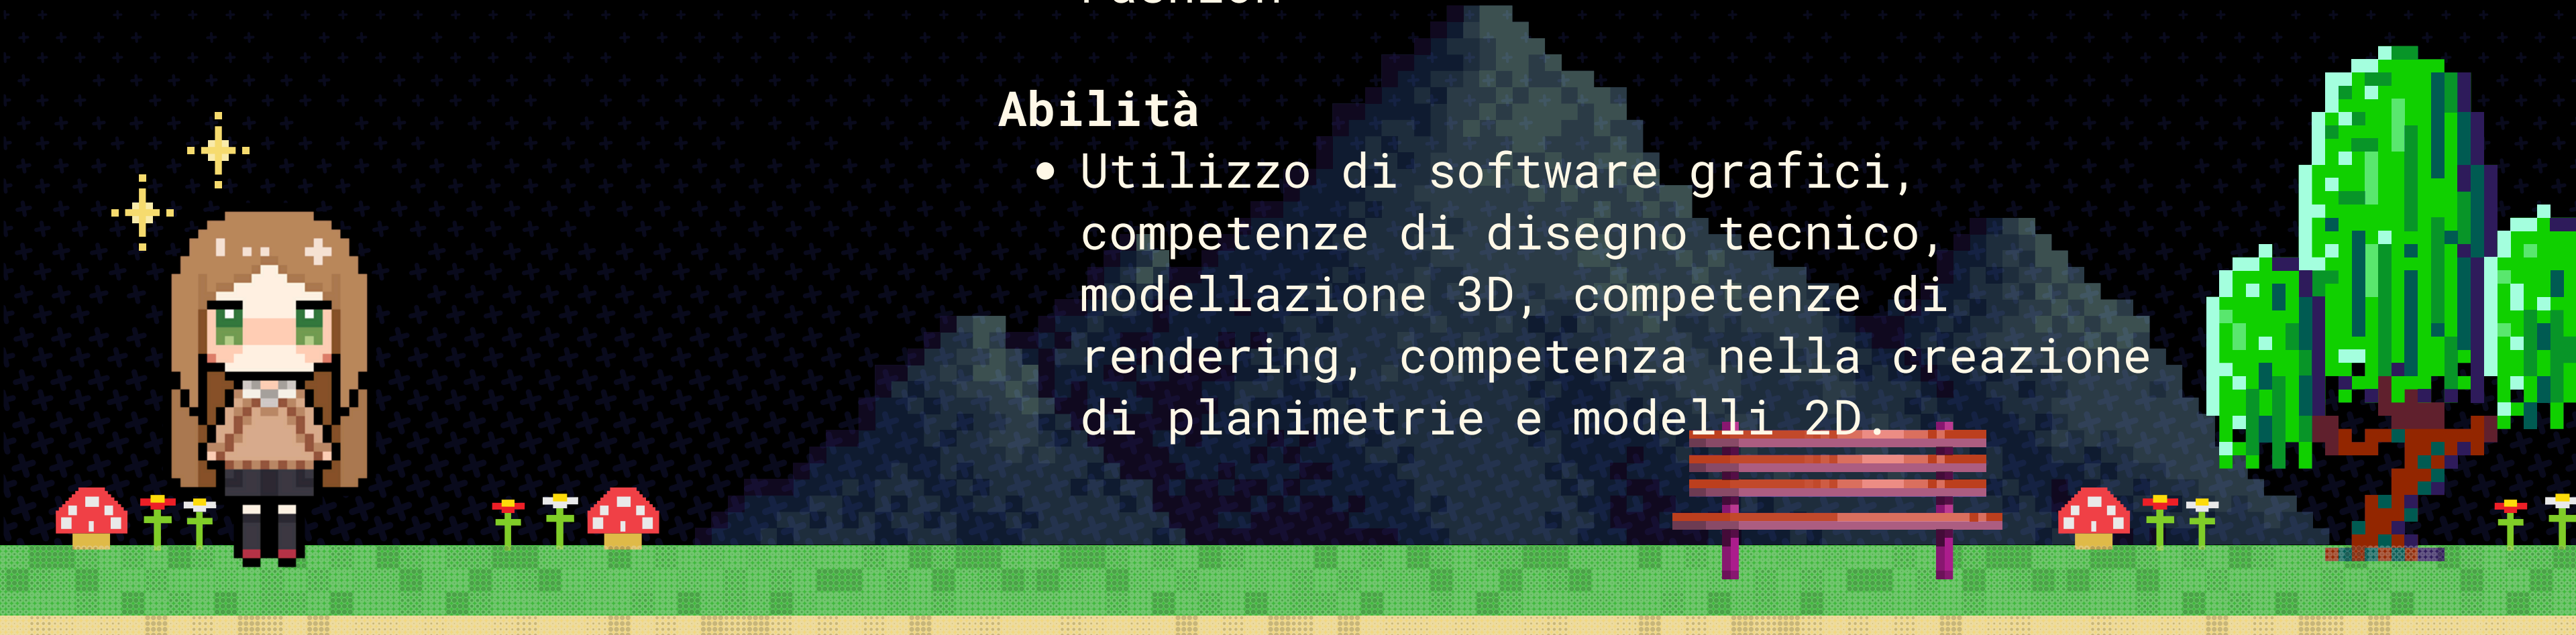 Abilità
• Utilizzo di software grafici,
competenze di disegno tecnico,
modellazione 3D, competenze di
rendering, competenza nella creazione
di planimetrie e modelli 2D.